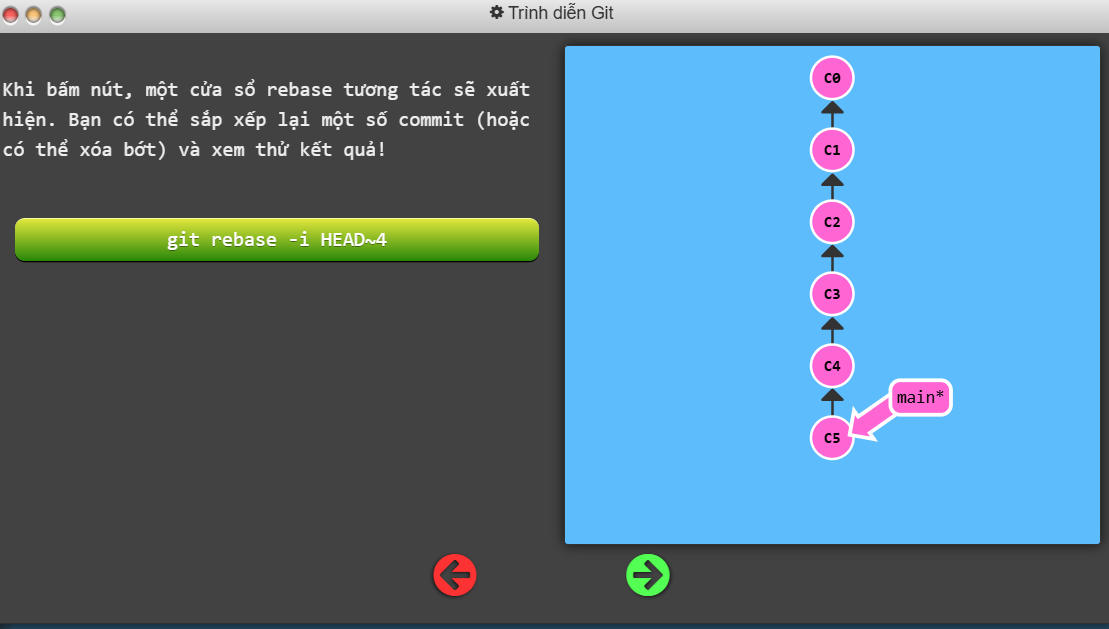 Trình diễn Git
Khi bấm nút, một cửa sổ rebase tương tác sẽ xuất
hiện. Bạn có thể sắp xếp lại một số commit (hoặc
có thể xóa bớt) và xem thử kết quả!
git rebase -i HEAD~4
C0
C1
C2
C3
C4
main*
C5